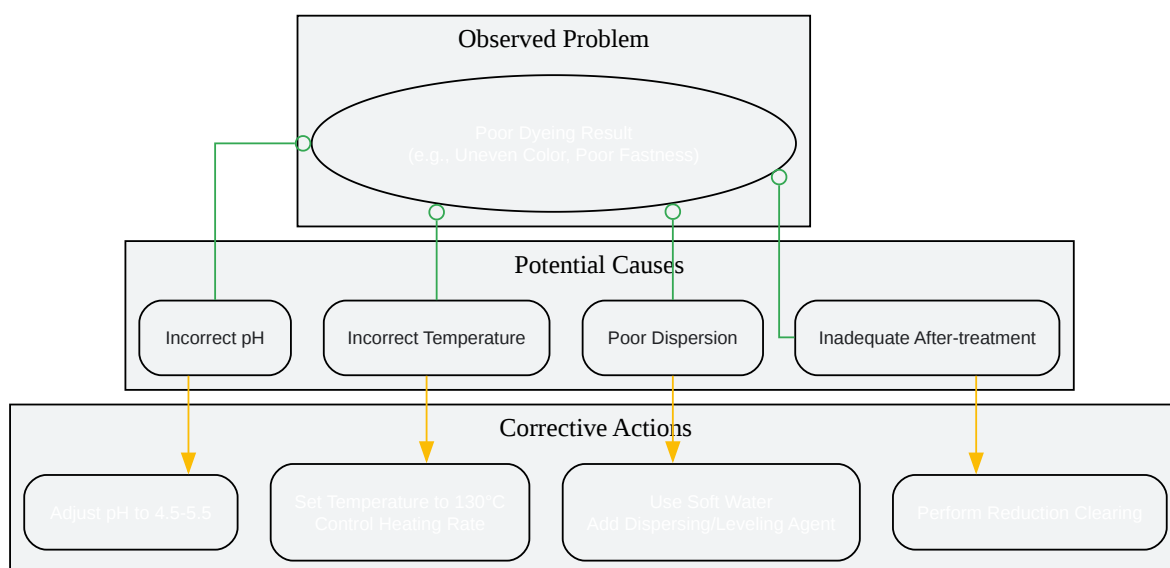 Observed Problem
Poor Dyeing Result
(e.g., Uneven Color, Poor Fastness)
Potential Causes
Incorrect pH
Incorrect Temperature
Poor Dispersion
Inadequate After-treatment
Corrective Actions
Adjust pH to 4.5-5.5
Set Temperature to 130°C
Control Heating Rate
Use Soft Water
Add Dispersing/Leveling Agent
Perform Reduction Clearing